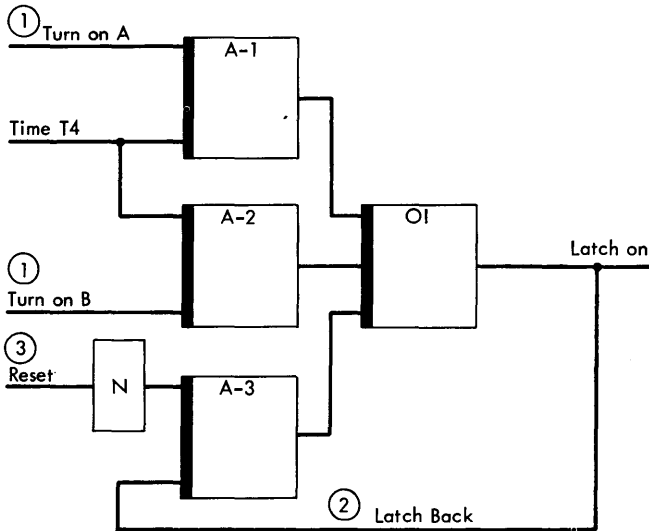 1
Turn on A
A-1
Time T4
A-2
OI
Latch on
1
Turn on B
3
Reset
N
A-3
2
Latch Back